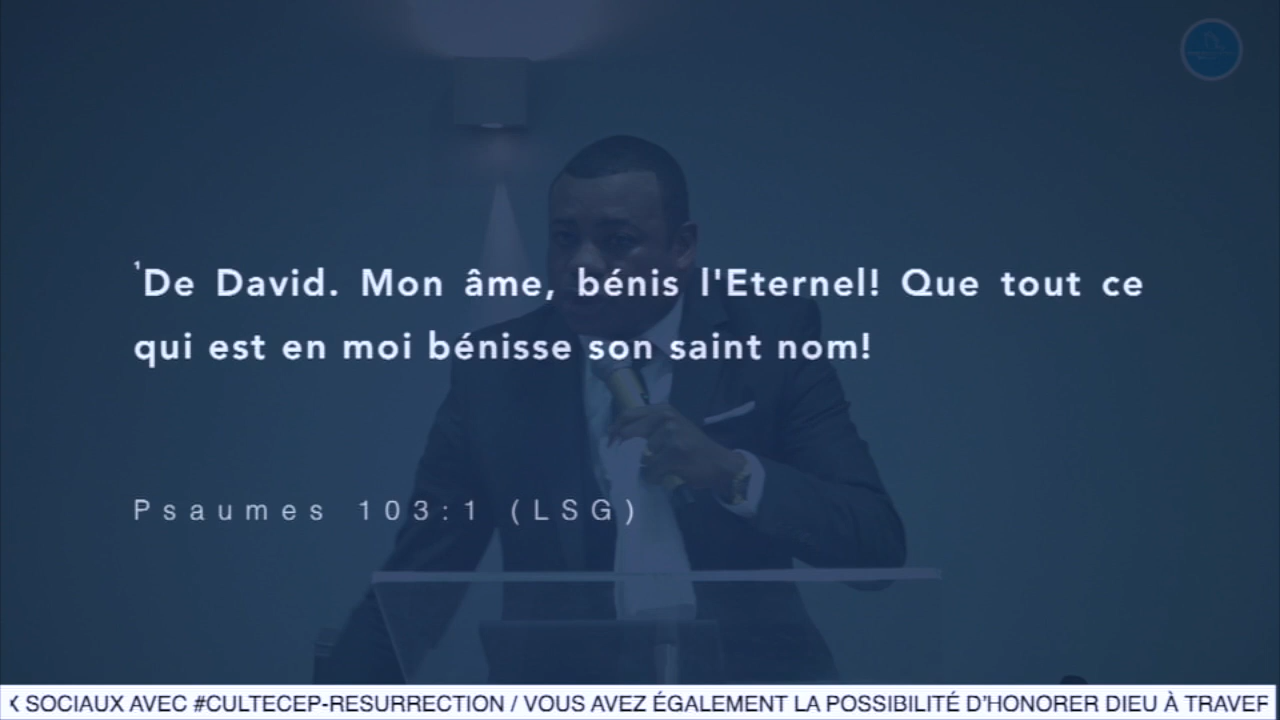 ¹De David. Mon âme, bénis l'Eternel! Que tout ce
qui est en moi bénisse son saint nom!
Psaumes 103:1 (LSG)
SOCIAUX AVEC #CULTECEP-RESURRECTION / VOUS AVEZ ÉGALEMENT LA POSSIBILITÉ D'HONORER DIEU À